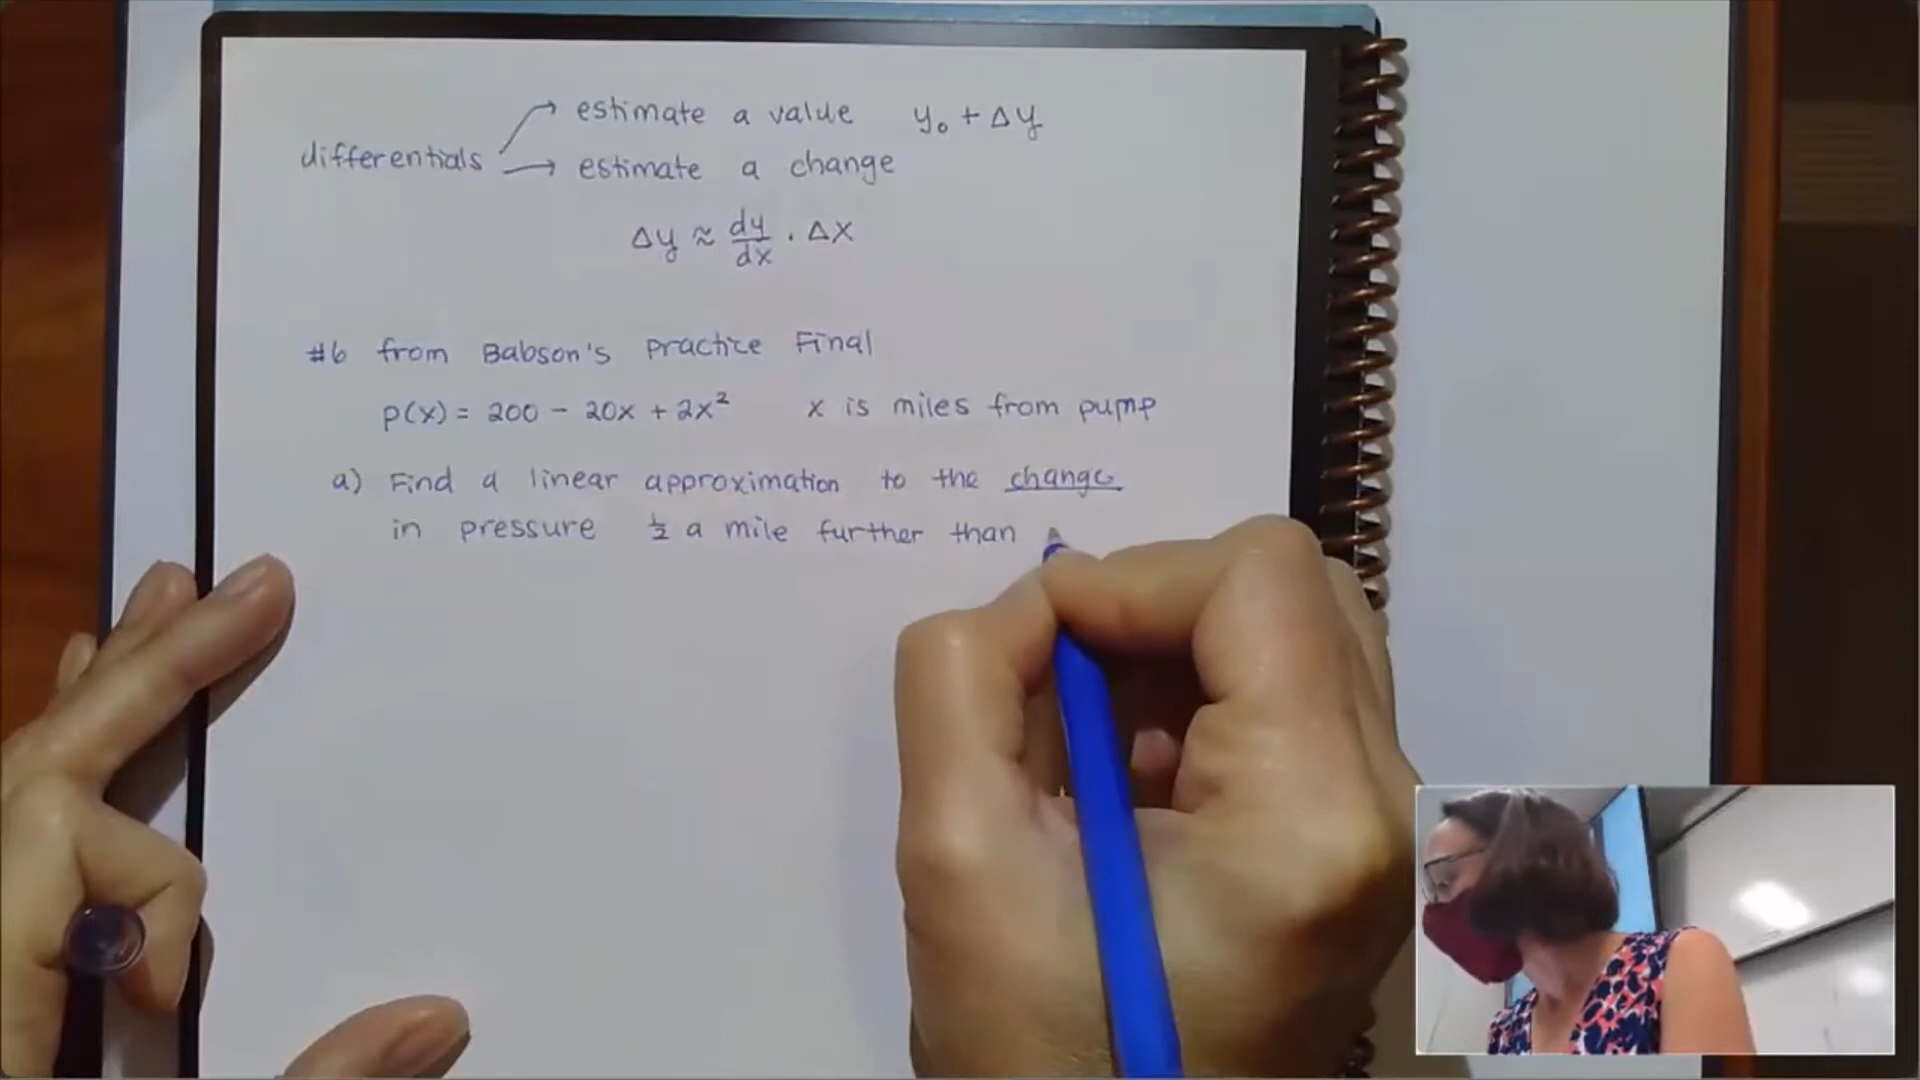 estimate a value y₀ + Δy
differentials
estimate a change
Δy ≈ dy/dx · Δx
#6 from Babson's Practice Final
p(x) = 200 - 20x + 2x² x is miles from pump
a) Find a linear approximation to the change
in pressure ½ a mile further than